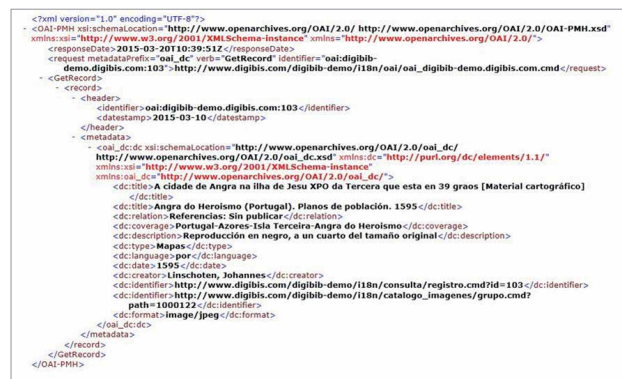 <?xml version="1.0" encoding="UTF-8"?>
- <OAI-PMH xsi:schemaLocation="http://www.openarchives.org/OAI/2.0/ http://www.openarchives.org/OAI/2.0/OAI-PMH.xsd"
xmlns:xsi="http://www.w3.org/2001/XMLSchema-instance" xmlns="http://www.openarchives.org/OAI/2.0/">
<responseDate>2015-03-20T10:39:51Z</responseDate>
<request metadataPrefix="oai_dc" verb="GetRecord" identifier="oai:digibib-
demo.digibis.com:103">http://www.digibis.com/digibib-demo/i18n/oai/oai_digibib-demo.digibis.com.cmd</request>
- <GetRecord>
- <record>
- <header>
<identifier>oai:digibib-demo.digibis.com:103</identifier>
<datestamp>2015-03-10</datestamp>
</header>
- <metadata>
- <oai_dc:dc xsi:schemaLocation="http://www.openarchives.org/OAI/2.0/oai_dc/
http://www.openarchives.org/OAI/2.0/oai_dc.xsd" xmlns:dc="http://purl.org/dc/elements/1.1/"
xmlns:xsi="http://www.w3.org/2001/XMLSchema-instance"
xmlns:oai_dc="http://www.openarchives.org/OAI/2.0/oai_dc/">
<dc:title>A cidade de Angra na ilha de Jesu XPO da Tercera que esta en 39 graos [Material cartográfico]
</dc:title>
<dc:title>Angra do Heroismo (Portugal). Planos de población. 1595</dc:title>
<dc:relation>Referencias: Sin publicar</dc:relation>
<dc:coverage>Portugal-Azores-Isla Terceira-Angra do Heroismo</dc:coverage>
<dc:description>Reproducción en negro, a un cuarto del tamaño original</dc:description>
<dc:type>Mapas</dc:type>
<dc:language>por</dc:language>
<dc:date>1595</dc:date>
<dc:creator>Linschoten, Johannes</dc:creator>
<dc:identifier>http://www.digibis.com/digibib-demo/i18n/consulta/registro.cmd?id=103</dc:identifier>
<dc:identifier>http://www.digibis.com/digibib-demo/i18n/catalogo_imagenes/grupo.cmd?
path=1000122</dc:identifier>
<dc:format>image/jpeg</dc:format>
</oai_dc:dc>
</metadata>
</record>
</GetRecord>
</OAI-PMH>